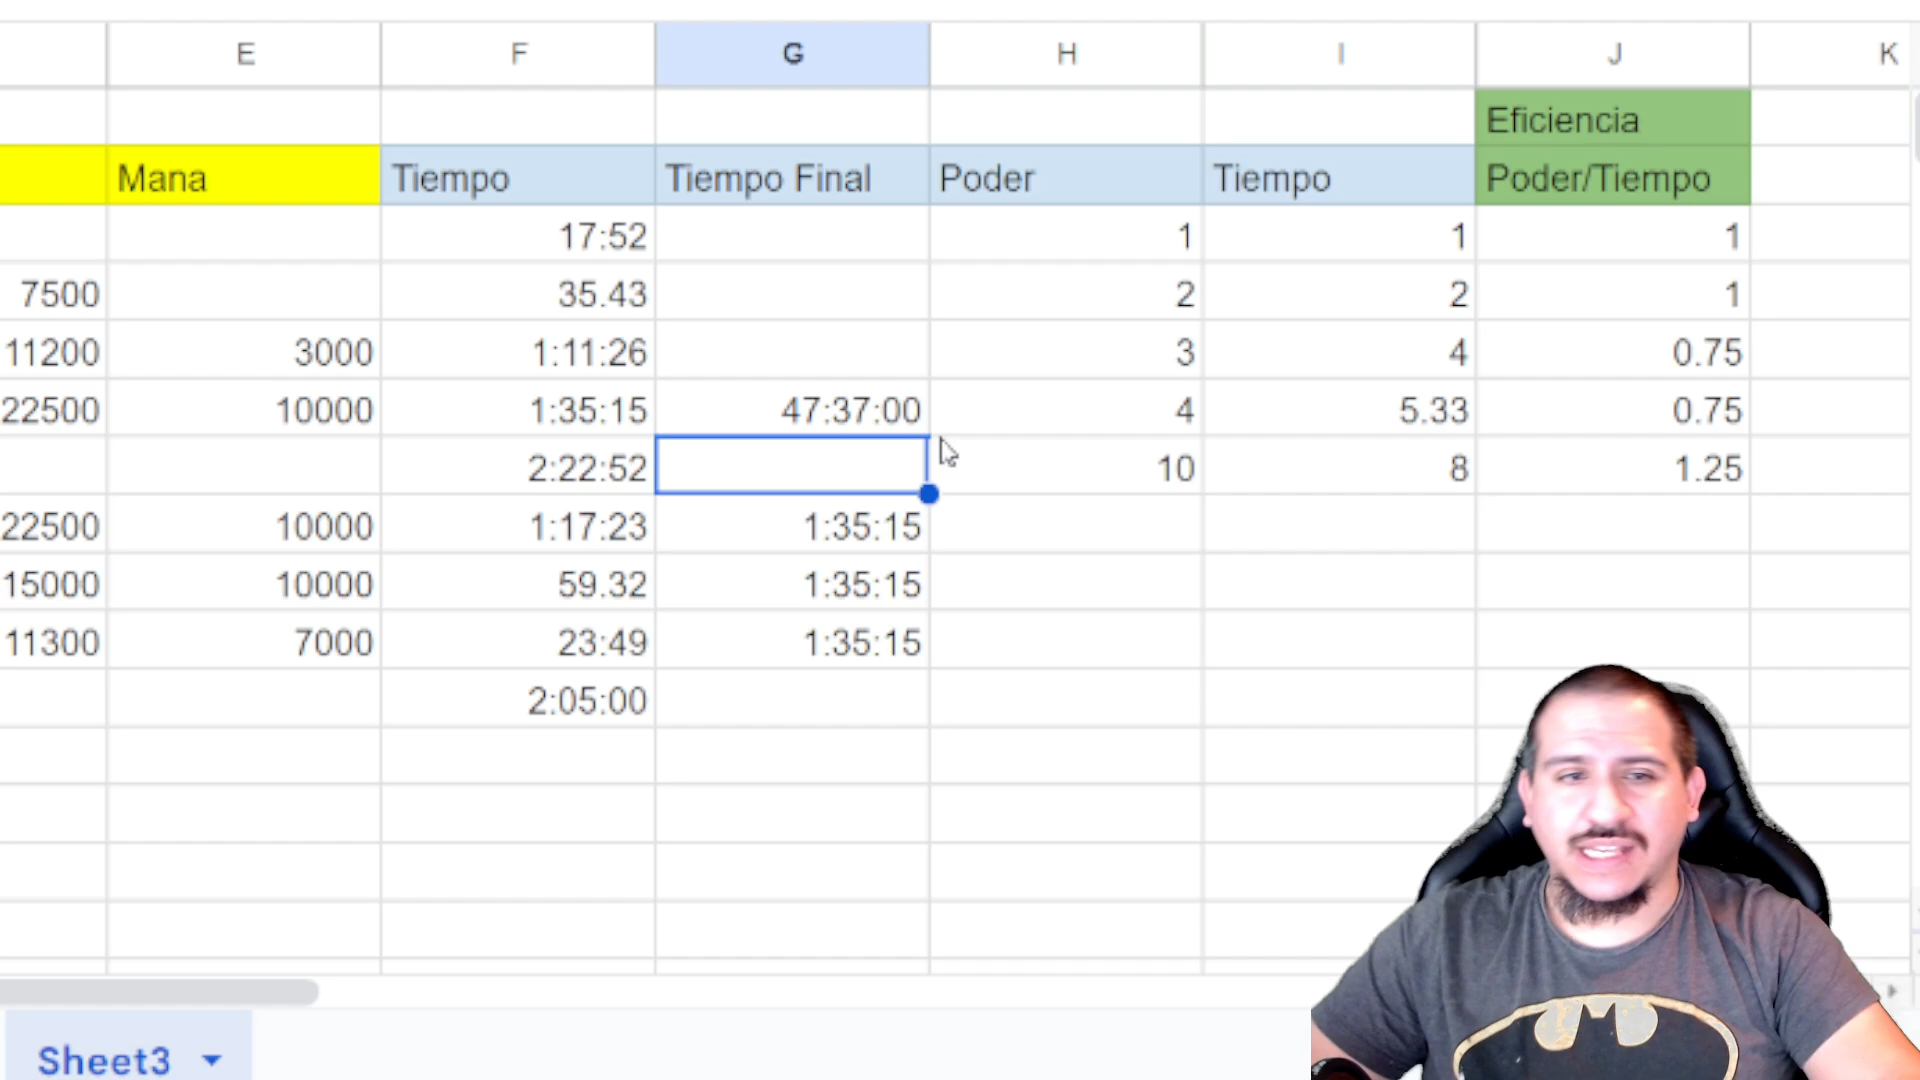 E F G H I J K
Eficiencia
Mana Tiempo Tiempo Final Poder Tiempo Poder/Tiempo
17:52 1 1 1
7500 35.43 2 2 1
11200 3000 1:11:26 3 4 0.75
22500 10000 1:35:15 47:37:00 4 5.33 0.75
2:22:52 10 8 1.25
22500 10000 1:17:23 1:35:15
15000 10000 59.32 1:35:15
11300 7000 23:49 1:35:15
2:05:00
Sheet3